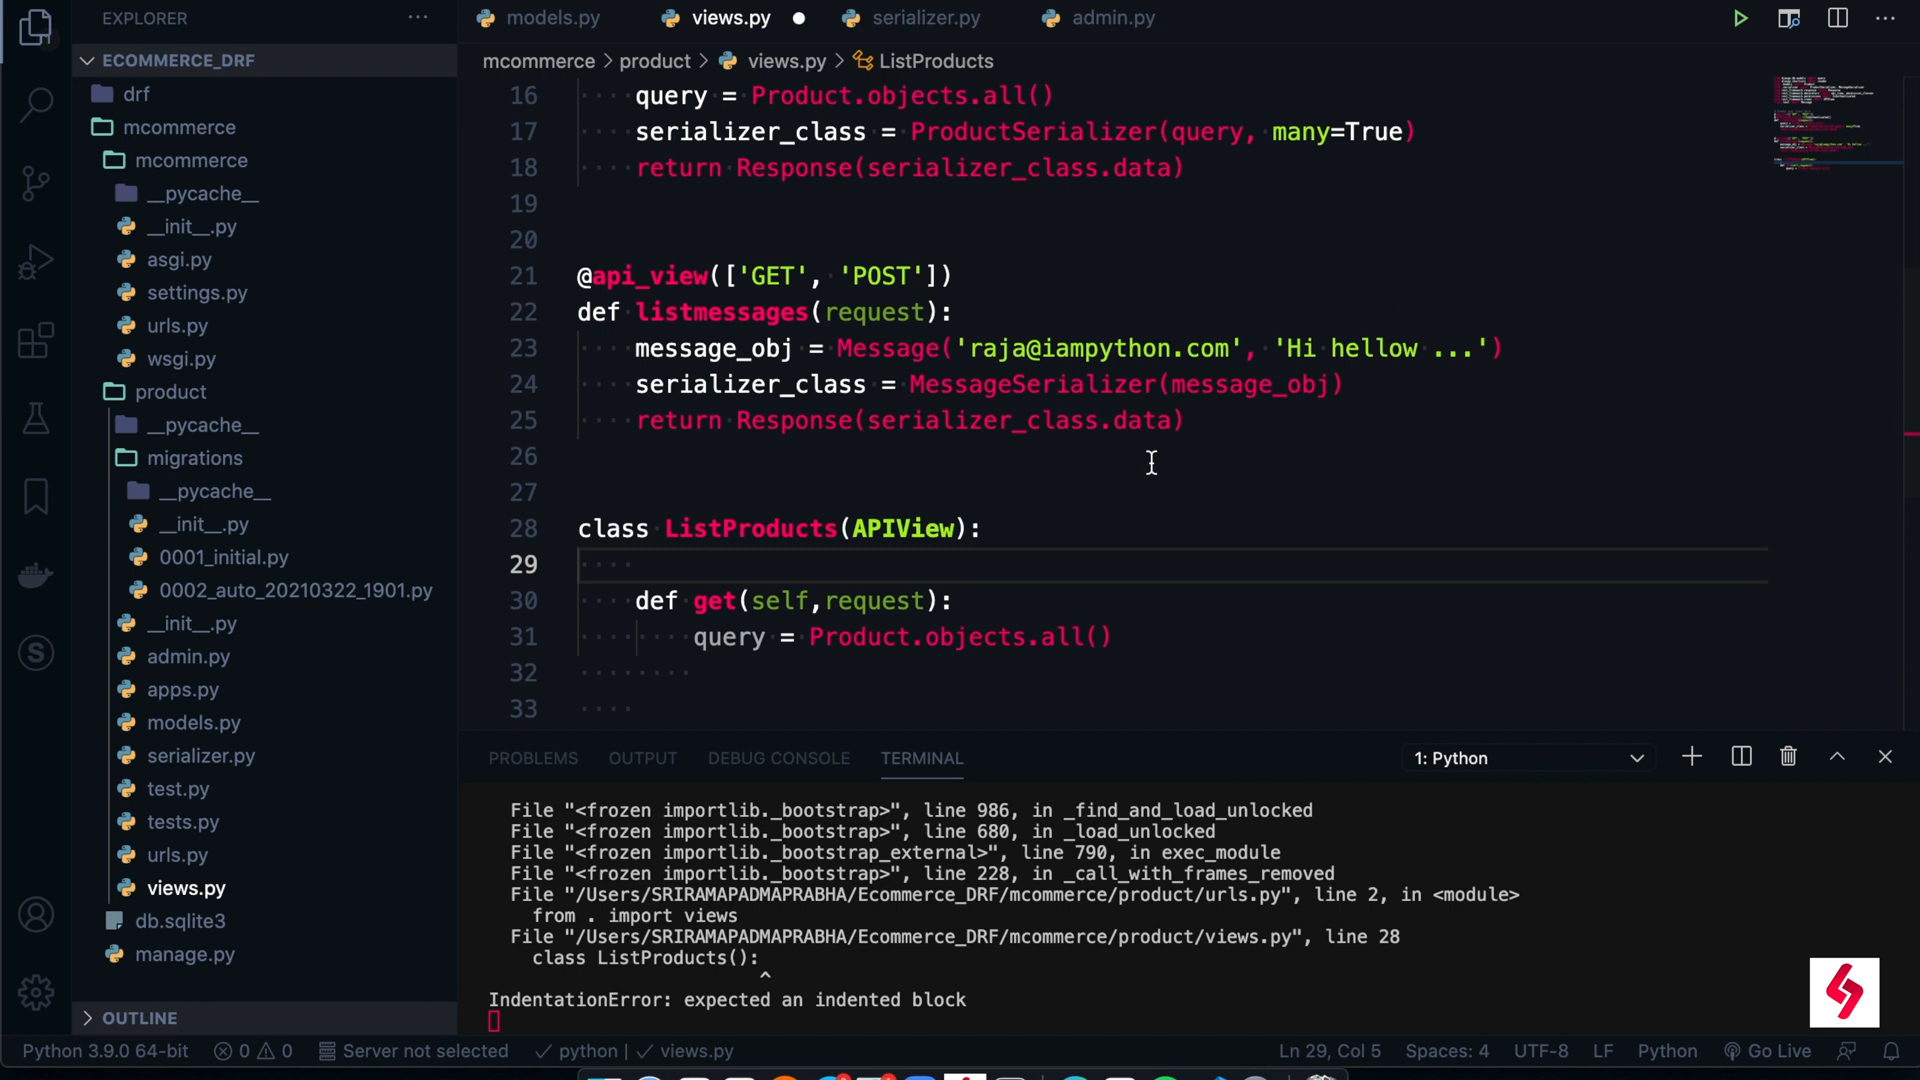 EXPLORER
ECOMMERCE_DRF
drf
mcommerce
mcommerce
__pycache__
__init__.py
asgi.py
settings.py
urls.py
wsgi.py
product
__pycache__
migrations
__pycache__
__init__.py
0001_initial.py
0002_auto_20210322_1901.py
__init__.py
admin.py
apps.py
models.py
serializer.py
test.py
tests.py
urls.py
views.py
db.sqlite3
manage.py
OUTLINE
models.py views.py serializer.py admin.py
mcommerce > product > views.py > ListProducts
16 query = Product.objects.all()
17 serializer_class = ProductSerializer(query, many=True)
18 return Response(serializer_class.data)
19
20
21 @api_view(['GET', 'POST'])
22 def listmessages(request):
23 message_obj = Message('raja@iampython.com', 'Hi hellow ...')
24 serializer_class = MessageSerializer(message_obj)
25 return Response(serializer_class.data)
26
27
28 class ListProducts(APIView):
29
30 def get(self,request):
31 query = Product.objects.all()
32
33
PROBLEMS OUTPUT DEBUG CONSOLE TERMINAL 1: Python
File "<frozen importlib._bootstrap>", line 986, in _find_and_load_unlocked
File "<frozen importlib._bootstrap>", line 680, in _load_unlocked
File "<frozen importlib._bootstrap_external>", line 790, in exec_module
File "<frozen importlib._bootstrap>", line 228, in _call_with_frames_removed
File "/Users/SRIRAMAPADMAPRABHA/Ecommerce_DRF/mcommerce/product/urls.py", line 2, in <module>
from . import views
File "/Users/SRIRAMAPADMAPRABHA/Ecommerce_DRF/mcommerce/product/views.py", line 28
class ListProducts():
^
IndentationError: expected an indented block
Python 3.9.0 64-bit 0 0 Server not selected python | views.py Ln 29, Col 5 Spaces: 4 UTF-8 LF Python Go Live